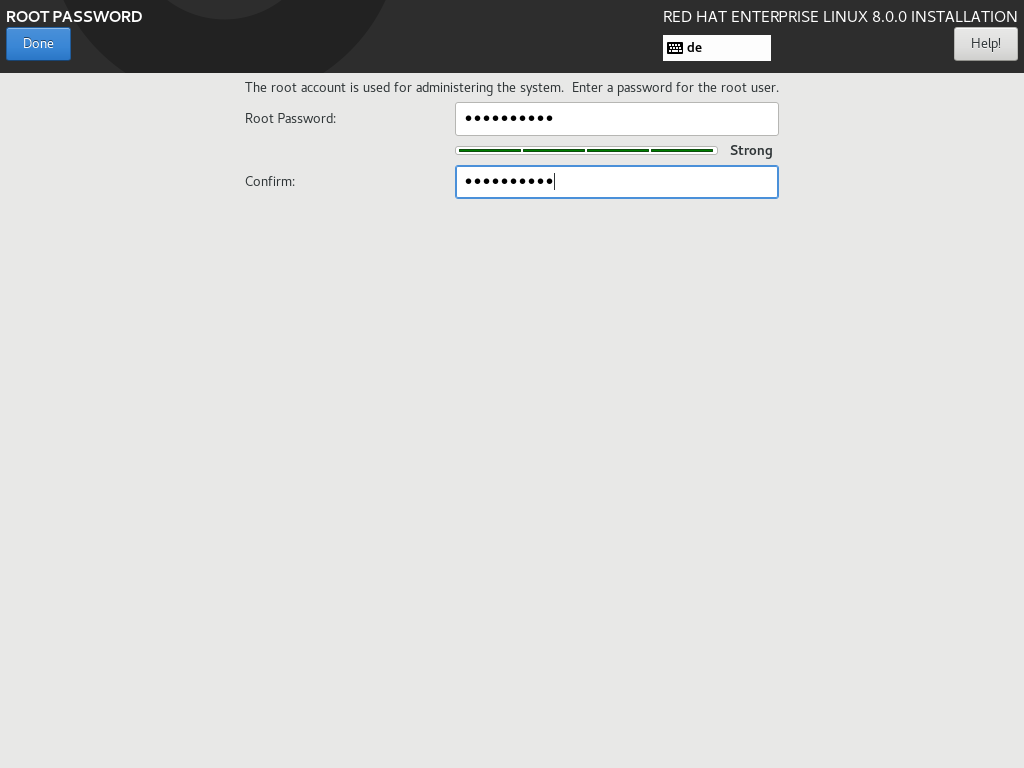 ROOT PASSWORD
RED HAT ENTERPRISE LINUX 8.0.0 INSTALLATION
Done
de
Help!
The root account is used for administering the system.  Enter a password for the root user.
Root Password: ●●●●●●●●●●
Strong
Confirm: ●●●●●●●●●●